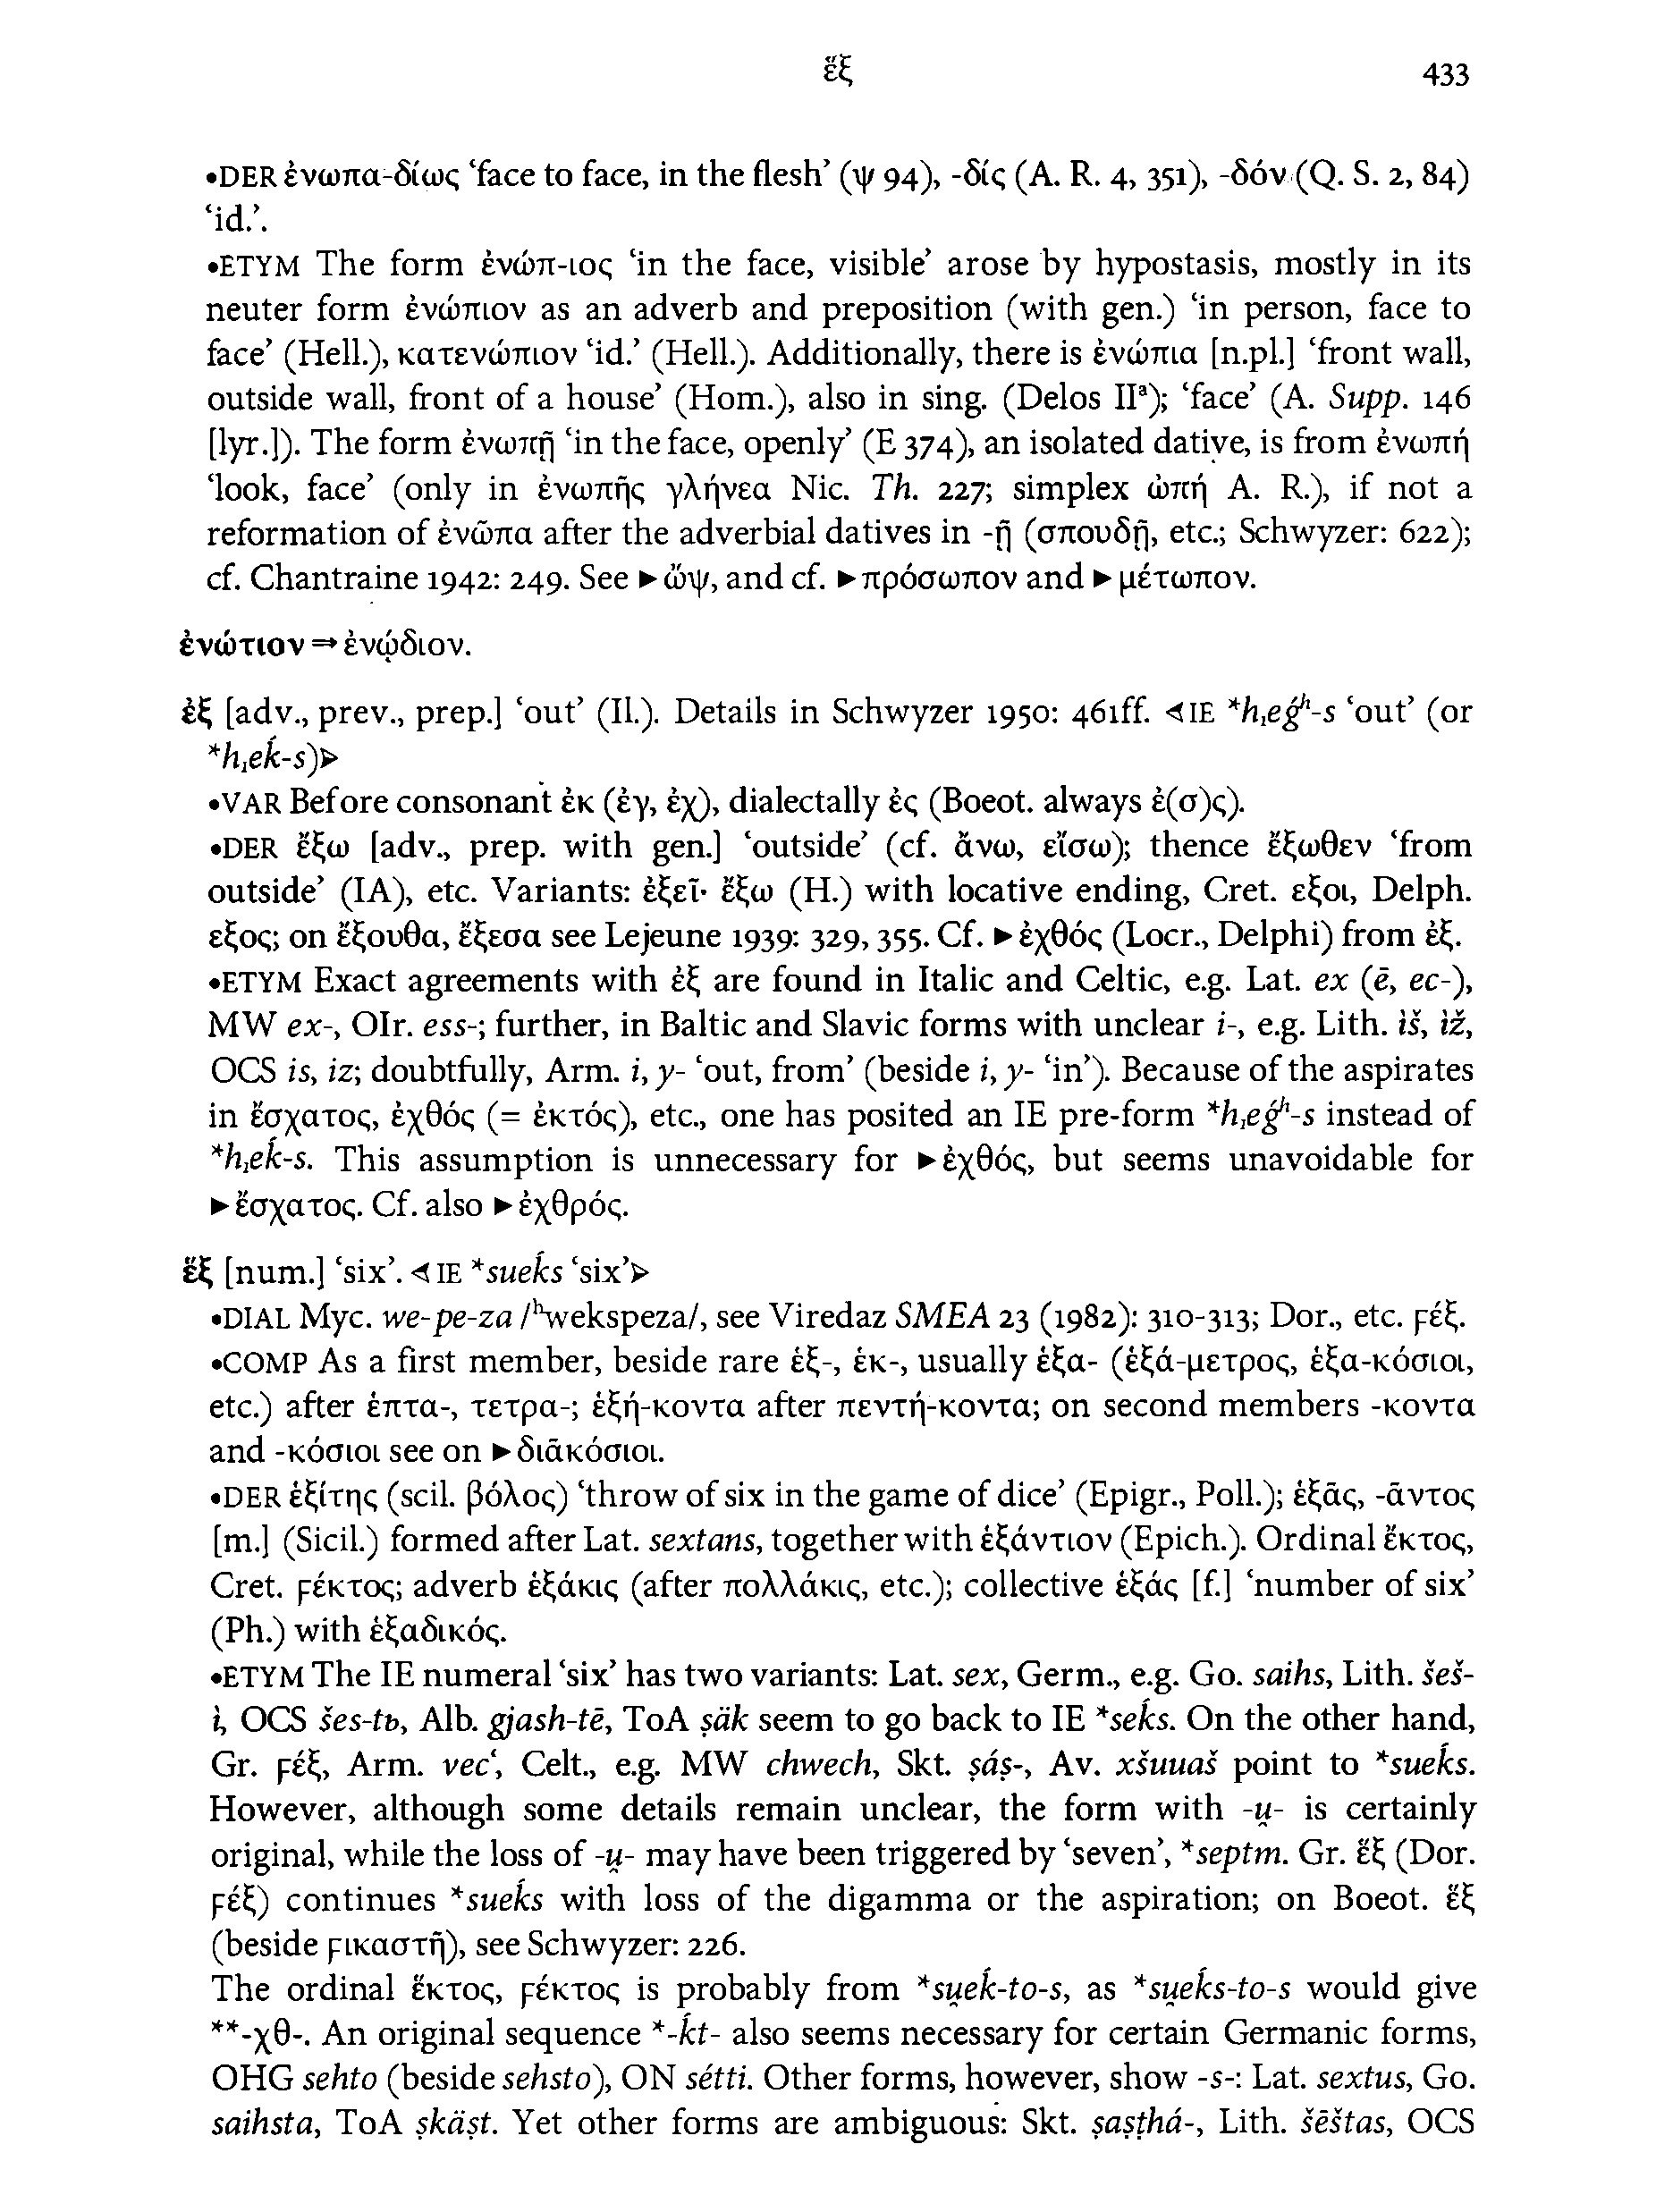 ἕξ 433
•DER ἐνωπα-δίως ‘face to face, in the flesh’ (ψ 94), -δίς (A. R. 4, 351), -δόν (Q. S. 2, 84)
‘id.’.
•ETYM The form ἐνώπ-ιος ‘in the face, visible’ arose by hypostasis, mostly in its
neuter form ἐνώπιον as an adverb and preposition (with gen.) ‘in person, face to
face’ (Hell.), κατενώπιον ‘id.’ (Hell.). Additionally, there is ἐνώπια [n.pl.] ‘front wall,
outside wall, front of a house’ (Hom.), also in sing. (Delos IIᵃ); ‘face’ (A. Supp. 146
[lyr.]). The form ἐνωπῇ ‘in the face, openly’ (E 374), an isolated dative, is from ἐνωπή
‘look, face’ (only in ἐνωπῆς γλήνεα Nic. Th. 227; simplex ὠπή A. R.), if not a
reformation of ἐνῶπα after the adverbial datives in -ῇ (σπουδῇ, etc.; Schwyzer: 622);
cf. Chantraine 1942: 249. See ►ὤψ, and cf. ►πρόσωπον and ►μέτωπον.
ἐνώτιον ⇒ ἐνῴδιον.
ἐξ [adv., prev., prep.] ‘out’ (Il.). Details in Schwyzer 1950: 461ff. ⊲IE *h₁eǵʰ-s ‘out’ (or
*h₁eḱ-s)⊳
•VAR Before consonant ἐκ (ἐγ, ἐχ), dialectally ἐς (Boeot. always ἐ(σ)ς).
•DER ἔξω [adv., prep. with gen.] ‘outside’ (cf. ἄνω, εἴσω); thence ἔξωθεν ‘from
outside’ (IA), etc. Variants: ἐξεῖ· ἔξω (H.) with locative ending, Cret. εξοι, Delph.
εξος; on ἔξουθα, ἔξεσα see Lejeune 1939: 329, 355. Cf. ►ἐχθός (Locr., Delphi) from ἐξ.
•ETYM Exact agreements with ἐξ are found in Italic and Celtic, e.g. Lat. ex (ē, ec-),
MW ex-, OIr. ess-; further, in Baltic and Slavic forms with unclear i-, e.g. Lith. ìš, ìž,
OCS is, iz; doubtfully, Arm. i, y- ‘out, from’ (beside i, y- ‘in’). Because of the aspirates
in ἔσχατος, ἐχθός (= ἐκτός), etc., one has posited an IE pre-form *h₁eǵʰ-s instead of
*h₁eḱ-s. This assumption is unnecessary for ►ἐχθός, but seems unavoidable for
►ἔσχατος. Cf. also ►ἐχθρός.
ἕξ [num.] ‘six’. ⊲IE *sueḱs ‘six’⊳
•DIAL Myc. we-pe-za /ʰwekspeza/, see Viredaz SMEA 23 (1982): 310-313; Dor., etc. ϝέξ.
•COMP As a first member, beside rare ἑξ-, ἑκ-, usually ἑξα- (ἑξά-μετρος, ἑξα-κόσιοι,
etc.) after ἑπτα-, τετρα-; ἑξή-κοντα after πεντή-κοντα; on second members -κοντα
and -κόσιοι see on ►διᾱκόσιοι.
•DER ἑξίτης (scil. βόλος) ‘throw of six in the game of dice’ (Epigr., Poll.); ἑξᾶς, -ᾶντος
[m.] (Sicil.) formed after Lat. sextans, together with ἑξάντιον (Epich.). Ordinal ἕκτος,
Cret. ϝέκτος; adverb ἑξάκις (after πολλάκις, etc.); collective ἑξάς [f.] ‘number of six’
(Ph.) with ἑξαδικός.
•ETYM The IE numeral ‘six’ has two variants: Lat. sex, Germ., e.g. Go. saihs, Lith. šeš-
ì, OCS šes-tь, Alb. gjash-të, ToA ṣäk seem to go back to IE *seḱs. On the other hand,
Gr. ϝέξ, Arm. vecʻ, Celt., e.g. MW chwech, Skt. ṣáṣ-, Av. xšuuaš point to *sueḱs.
However, although some details remain unclear, the form with -u̯- is certainly
original, while the loss of -u̯- may have been triggered by ‘seven’, *septm. Gr. ἕξ (Dor.
ϝέξ) continues *sueḱs with loss of the digamma or the aspiration; on Boeot. ἕξ
(beside ϝικαστῆ), see Schwyzer: 226.
The ordinal ἕκτος, ϝέκτος is probably from *su̯eḱ-to-s, as *su̯eḱs-to-s would give
**-χθ-. An original sequence *-ḱt- also seems necessary for certain Germanic forms,
OHG sehto (beside sehsto), ON sétti. Other forms, however, show -s-: Lat. sextus, Go.
saihsta, ToA ṣkäṣt. Yet other forms are ambiguous: Skt. ṣaṣṭhá-, Lith. šẽštas, OCS